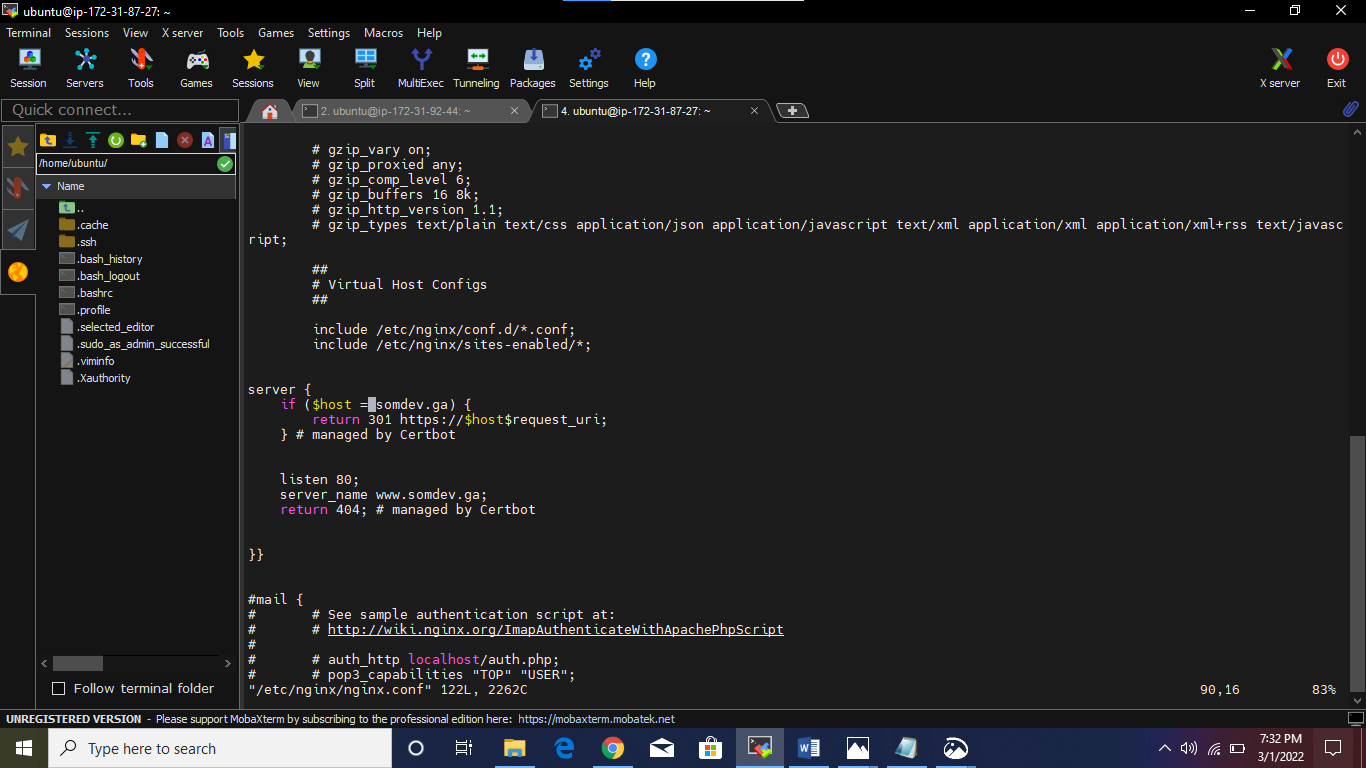 ubuntu@ip-172-31-87-27: ~
Terminal Sessions View X server Tools Games Settings Macros Help
Session Servers Tools Games Sessions View Split MultiExec Tunneling Packages Settings Help X server Exit
Quick connect...
2. ubuntu@ip-172-31-92-44: ~
4. ubuntu@ip-172-31-87-27: ~
/home/ubuntu/
Name
..
.cache
.ssh
.bash_history
.bash_logout
.bashrc
.profile
.selected_editor
.sudo_as_admin_successful
.viminfo
.Xauthority
Follow terminal folder
# gzip_vary on;
# gzip_proxied any;
# gzip_comp_level 6;
# gzip_buffers 16 8k;
# gzip_http_version 1.1;
# gzip_types text/plain text/css application/json application/javascript text/xml application/xml application/xml+rss text/javasc
ript;
##
# Virtual Host Configs
##
include /etc/nginx/conf.d/*.conf;
include /etc/nginx/sites-enabled/*;
server {
if ($host = somdev.ga) {
return 301 https://$host$request_uri;
} # managed by Certbot
listen 80;
server_name www.somdev.ga;
return 404; # managed by Certbot
}}
#mail {
# # See sample authentication script at:
# # http://wiki.nginx.org/ImapAuthenticateWithApachePhpScript
#
# # auth_http localhost/auth.php;
# # pop3_capabilities "TOP" "USER";
"/etc/nginx/nginx.conf" 122L, 2262C 90,16 83%
UNREGISTERED VERSION - Please support MobaXterm by subscribing to the professional edition here: https://mobaxterm.mobatek.net
Type here to search
7:32 PM
3/1/2022